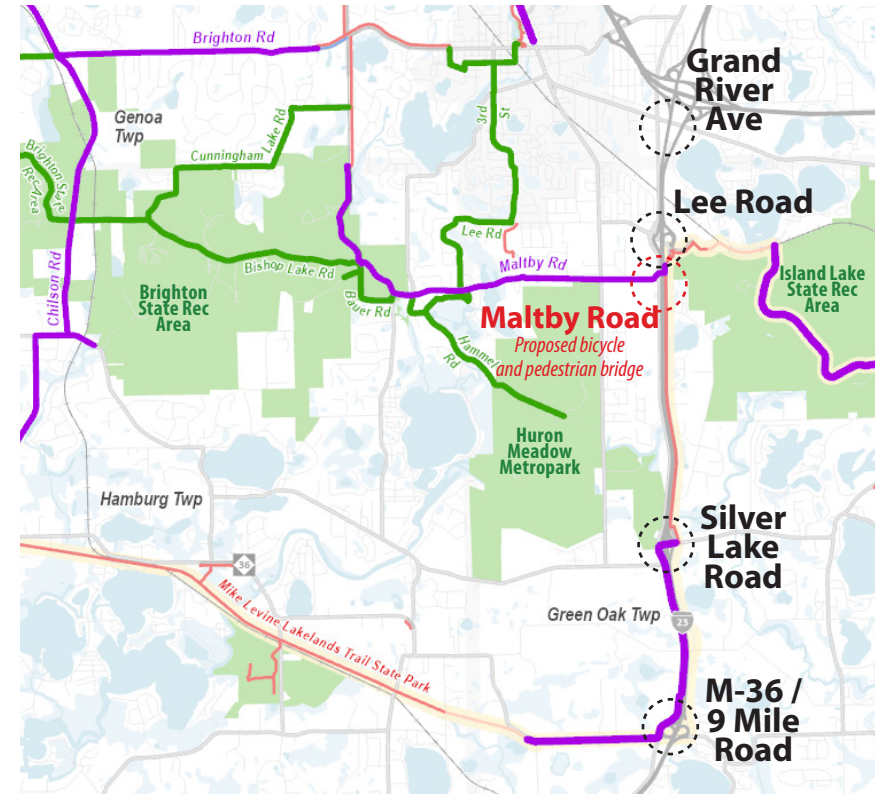 Brighton Rd
Grand
River
Ave
Genoa
Twp
3rd
St
Cunningham
Lake Rd
Brighton State
Rec Area
Lee Road
Lee Rd
Maltby Rd
Bishop Lake Rd
Chilson Rd
Island Lake
State Rec
Area
Brighton
State Rec
Area
Bauer Rd
Maltby Road
Proposed bicycle
and pedestrian bridge
Hammel
Rd
Huron
Meadow
Metropark
Hamburg Twp
Silver
Lake
Road
36
Mike Levine Lakelands Trail State Park
Green Oak Twp
23
M-36 /
9 Mile
Road